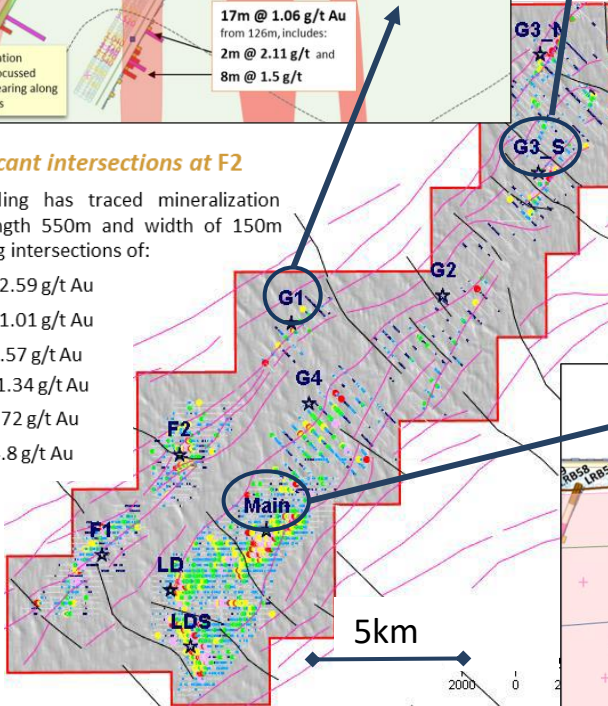 17m @ 1.06 g/t Au
from 126m, includes:
2m @ 2.11 g/t and
8m @ 1.5 g/t
ation
ocussed
earing along
s
cant intersections at F2
ling has traced mineralization
ngth 550m and width of 150m
g intersections of:
2.59 g/t Au
1.01 g/t Au
.57 g/t Au
1.34 g/t Au
72 g/t Au
.8 g/t Au
G3_N
G3_S
G2
G1
G4
F2
Main
F1
LD
LDS
RB58
LRB5
5km
2000 0 2